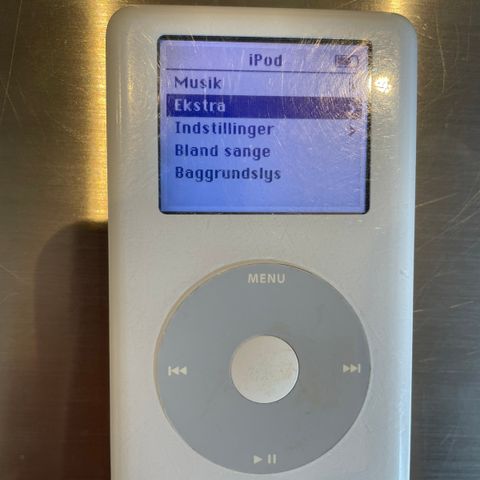 iPod
Musik
Ekstra
Indstillinger
Bland sange
Baggrundslys
MENU